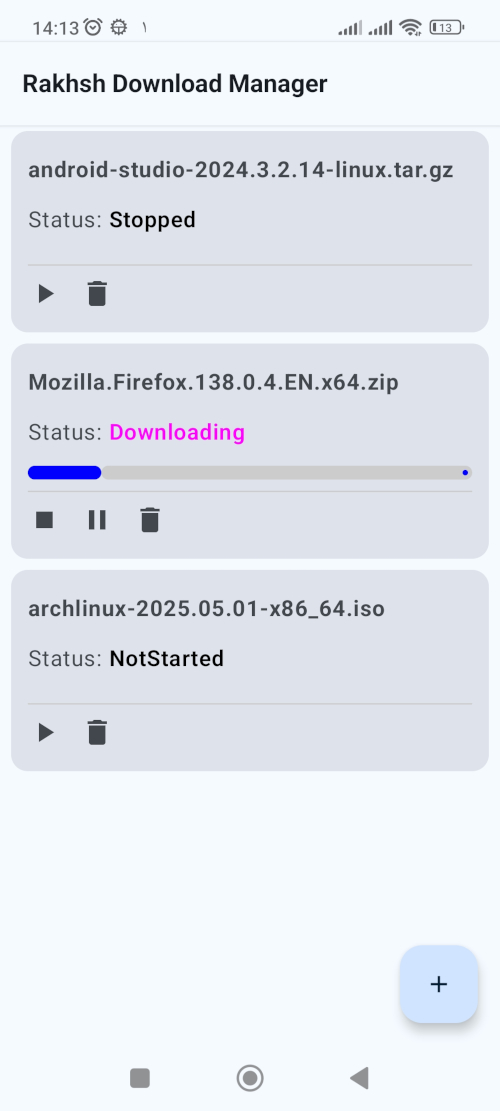 14:13 ۱
13
Rakhsh Download Manager
android-studio-2024.3.2.14-linux.tar.gz
Status: Stopped
Mozilla.Firefox.138.0.4.EN.x64.zip
Status: Downloading
archlinux-2025.05.01-x86_64.iso
Status: NotStarted
+